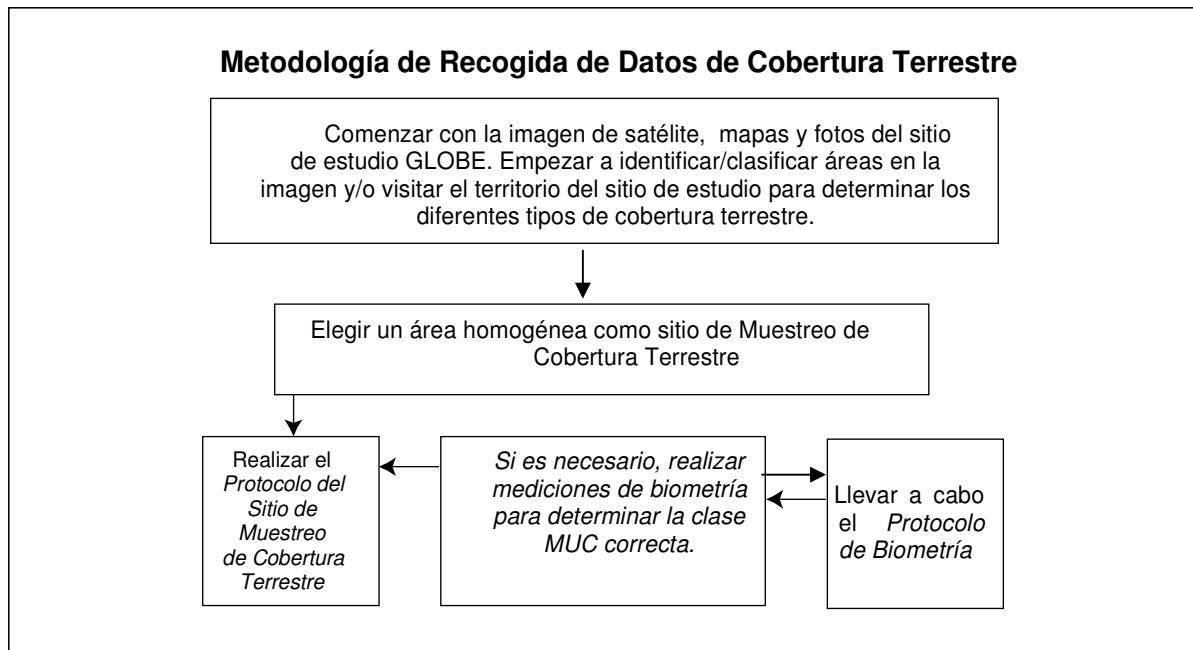 Metodología de Recogida de Datos de Cobertura Terrestre
Comenzar con la imagen de satélite, mapas y fotos del sitio
de estudio GLOBE. Empezar a identificar/clasificar áreas en la
imagen y/o visitar el territorio del sitio de estudio para determinar los
diferentes tipos de cobertura terrestre.
Elegir un área homogénea como sitio de Muestreo de
Cobertura Terrestre
Realizar el
Protocolo del
Sitio de
Muestreo
de Cobertura
Terrestre
Si es necesario, realizar
mediciones de biometría
para determinar la clase
MUC correcta.
Llevar a cabo
el Protocolo
de Biometría